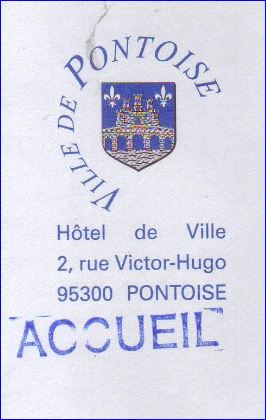 VILLE DE PONTOISE
Hôtel de Ville
2, rue Victor-Hugo
95300 PONTOISE
ACCUEIL